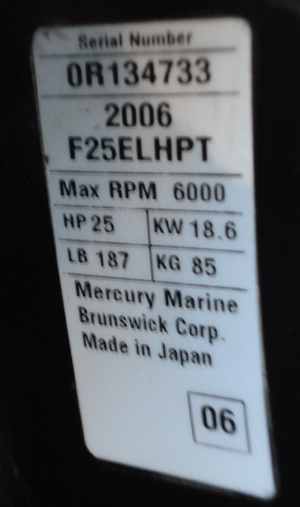 Serial Number
0R134733
2006
F25ELHPT
Max RPM 6000
HP 25 KW 18.6
LB 187 KG 85
Mercury Marine
Brunswick Corp.
Made in Japan
06